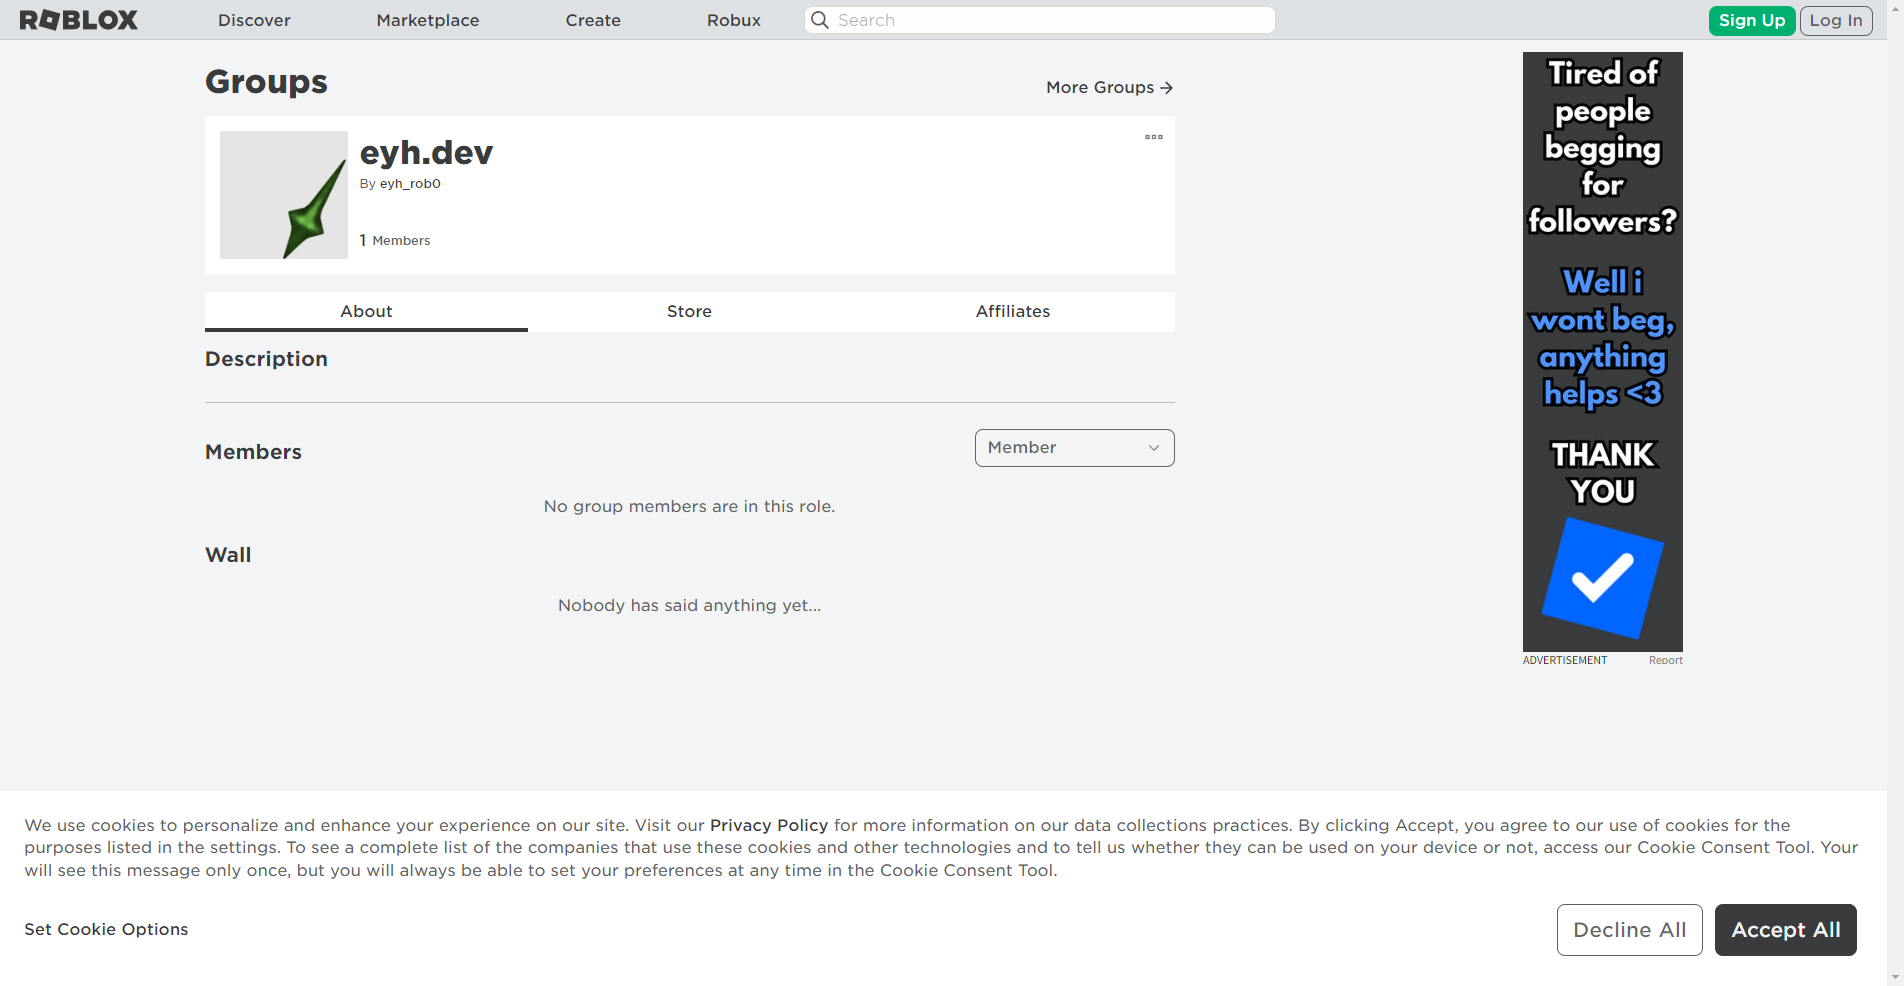 ROBLOX
Discover
Marketplace
Create
Robux
Search
Sign Up
Log In
Groups
More Groups →
eyh.dev
By eyh_rob0
1 Members
About
Store
Affiliates
Description
Members
Member
No group members are in this role.
Wall
Nobody has said anything yet...
Tired of
people
begging
for
followers?
Well i
wont beg,
anything
helps <3
THANK
YOU
ADVERTISEMENT
Report
We use cookies to personalize and enhance your experience on our site. Visit our Privacy Policy for more information on our data collections practices. By clicking Accept, you agree to our use of cookies for the
purposes listed in the settings. To see a complete list of the companies that use these cookies and other technologies and to tell us whether they can be used on your device or not, access our Cookie Consent Tool. Your
will see this message only once, but you will always be able to set your preferences at any time in the Cookie Consent Tool.
Set Cookie Options
Decline All
Accept All